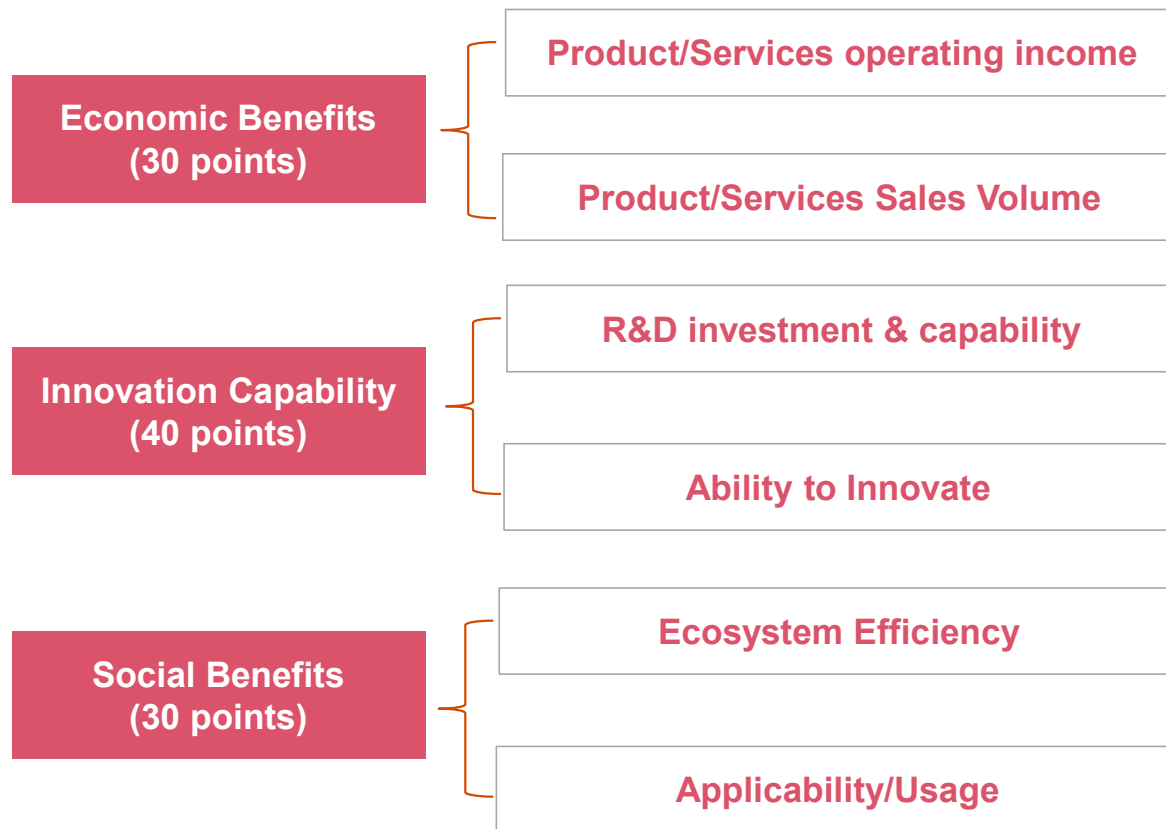 Economic Benefits
(30 points)
Product/Services operating income
Product/Services Sales Volume
Innovation Capability
(40 points)
R&D investment & capability
Ability to Innovate
Social Benefits
(30 points)
Ecosystem Efficiency
Applicability/Usage